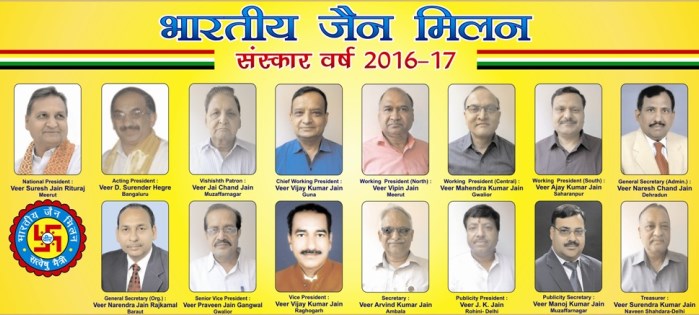 भारतीय जैन मिलन
संस्कार वर्ष 2016-17
National President :
Veer Suresh Jain Rituraj
Meerut
Acting President :
Veer D. Surender Hegre
Bengaluru
Vishishth Patron :
Veer Jai Chand Jain
Muzaffarnagar
Chief Working President :
Veer Vijay Kumar Jain
Guna
Working President (North) :
Veer Vipin Jain
Meerut
Working President (Central) :
Veer Mahendra Kumar Jain
Gwalior
Working President (South) :
Veer Ajay Kumar Jain
Saharanpur
General Secretary (Admn.) :
Veer Naresh Chand Jain
Dehradun
भारतीय जैन मिलन
सत्वेषु मैत्री
General Secretary (Org.) :
Veer Narendra Jain Rajkamal
Baraut
Senior Vice President :
Veer Praveen Jain Gangwal
Gwalior
Vice President :
Veer Vijay Kumar Jain
Raghogarh
Secretary :
Veer Arvind Kumar Jain
Ambala
Publicity President :
Veer J. K. Jain
Rohini- Delhi
Publicity Secretary :
Veer Manoj Kumar Jain
Muzaffarnagar
Treasurer :
Veer Surendra Kumar Jain
Naveen Shahdara-Delhi